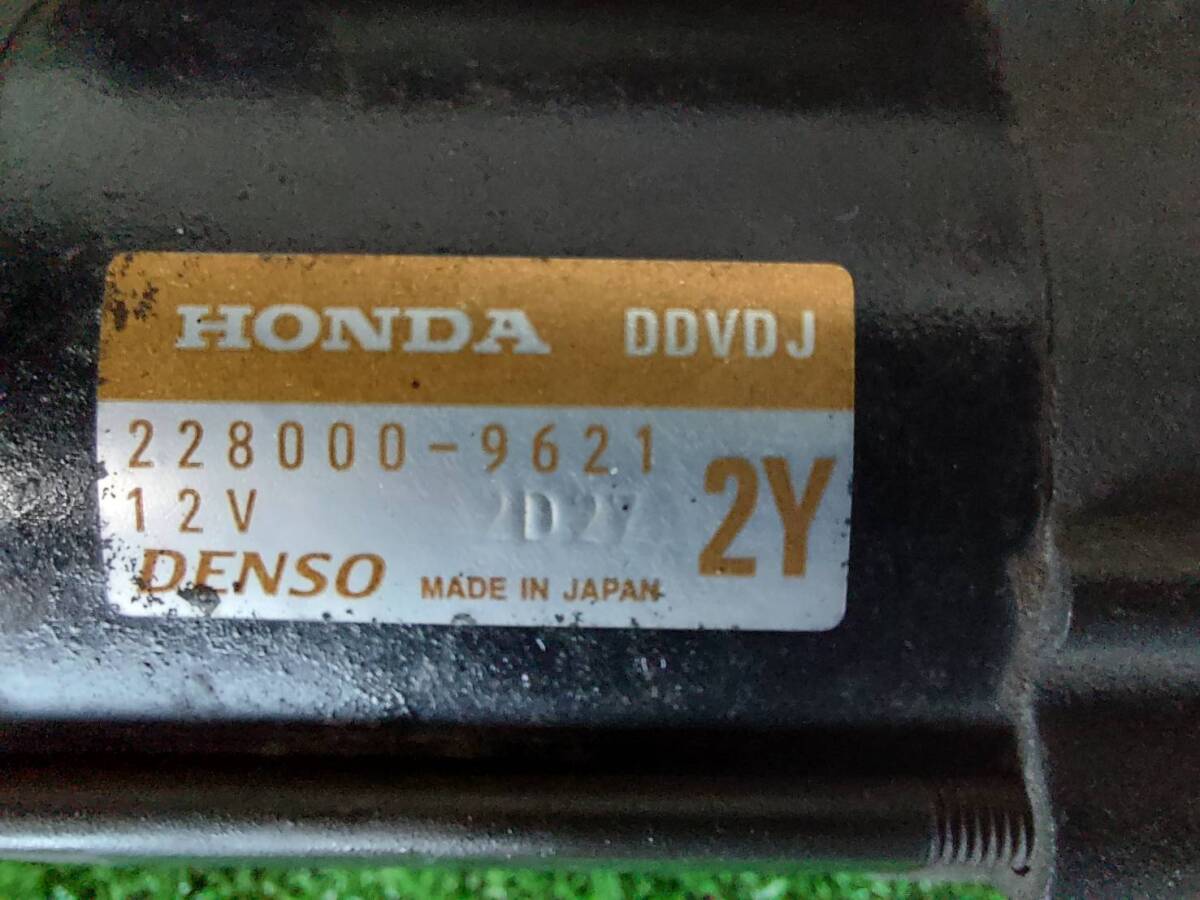 HONDA DDVDJ
228000-9621
12V 2D27 2Y
DENSO MADE IN JAPAN